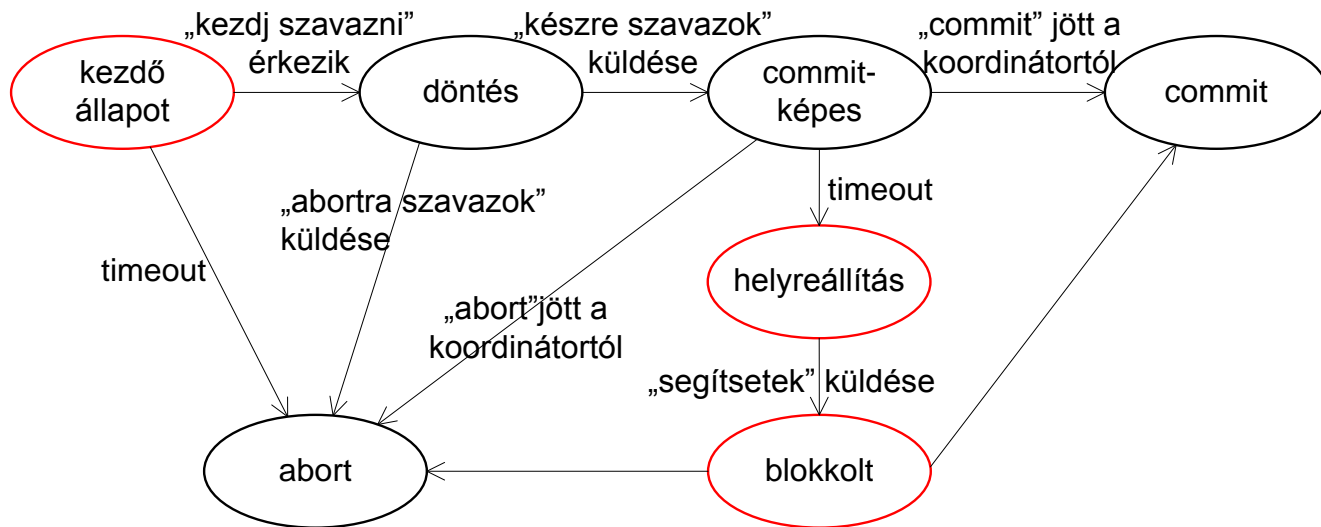 „kezdj szavazni”
érkezik
„készre szavazok”
küldése
„commit” jött a
koordinátortól
kezdő
állapot
döntés
commit-
képes
commit
„abortra szavazok”
küldése
timeout
timeout
helyreállítás
„abort”jött a
koordinátortól
„segítsetek” küldése
abort
blokkolt